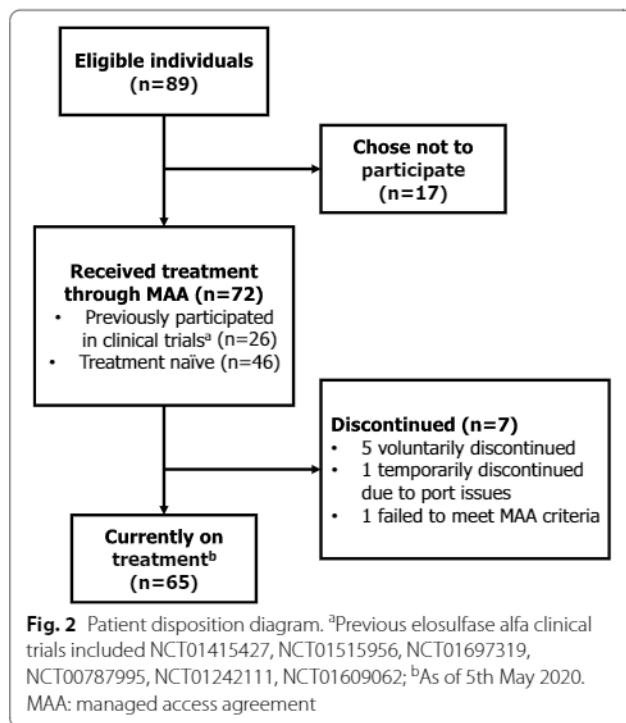 Eligible individuals
(n=89)
Chose not to
participate
(n=17)
Received treatment
through MAA (n=72)
• Previously participated
in clinical trialsᵃ (n=26)
• Treatment naïve (n=46)
Discontinued (n=7)
• 5 voluntarily discontinued
• 1 temporarily discontinued
due to port issues
• 1 failed to meet MAA criteria
Currently on
treatmentᵇ
(n=65)
Fig. 2 Patient disposition diagram. ᵃPrevious elosulfase alfa clinical
trials included NCT01415427, NCT01515956, NCT01697319,
NCT00787995, NCT01242111, NCT01609062; ᵇAs of 5th May 2020.
MAA: managed access agreement